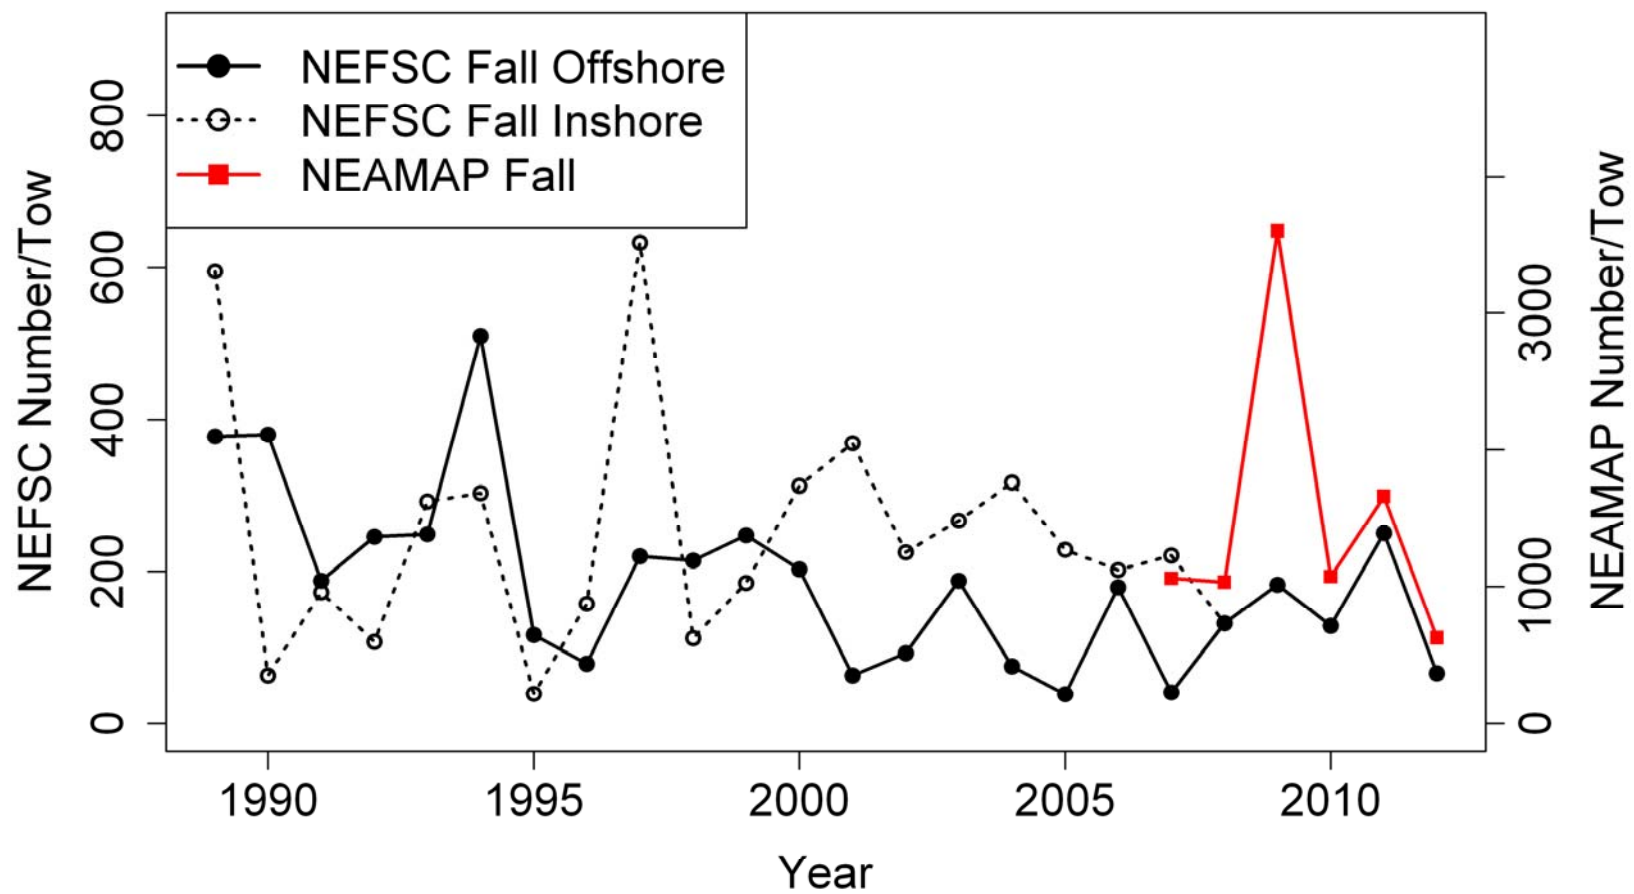 NEFSC Fall Offshore
NEFSC Fall Inshore
NEAMAP Fall
NEFSC Number/Tow
800
600
400
200
0
NEAMAP Number/Tow
3000
1000
0
1990 1995 2000 2005 2010
Year